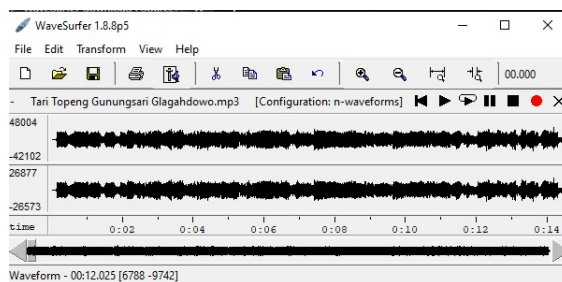 WaveSurfer 1.8.8p5
File Edit Transform View Help
00.000
- Tari Topeng Gunungsari Glagahdowo.mp3 [Configuration: n-waveforms]
48004
-42102
26877
-26573
time 0:02 0:04 0:06 0:08 0:10 0:12 0:14
Waveform - 00:12.025 [6788 -9742]